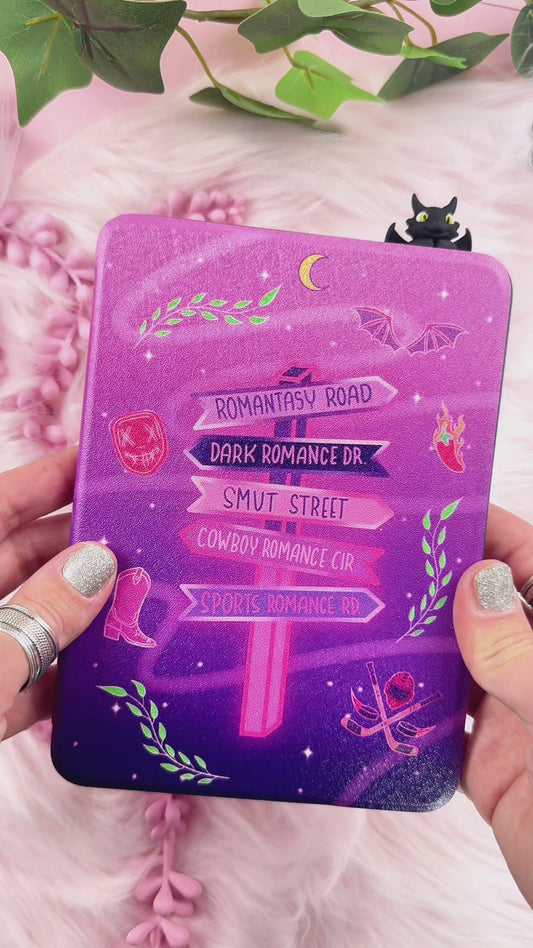 ROMANTASY ROAD
DARK ROMANCE DR.
SMUT STREET
COWBOY ROMANCE CIR
SPORTS ROMANCE RD